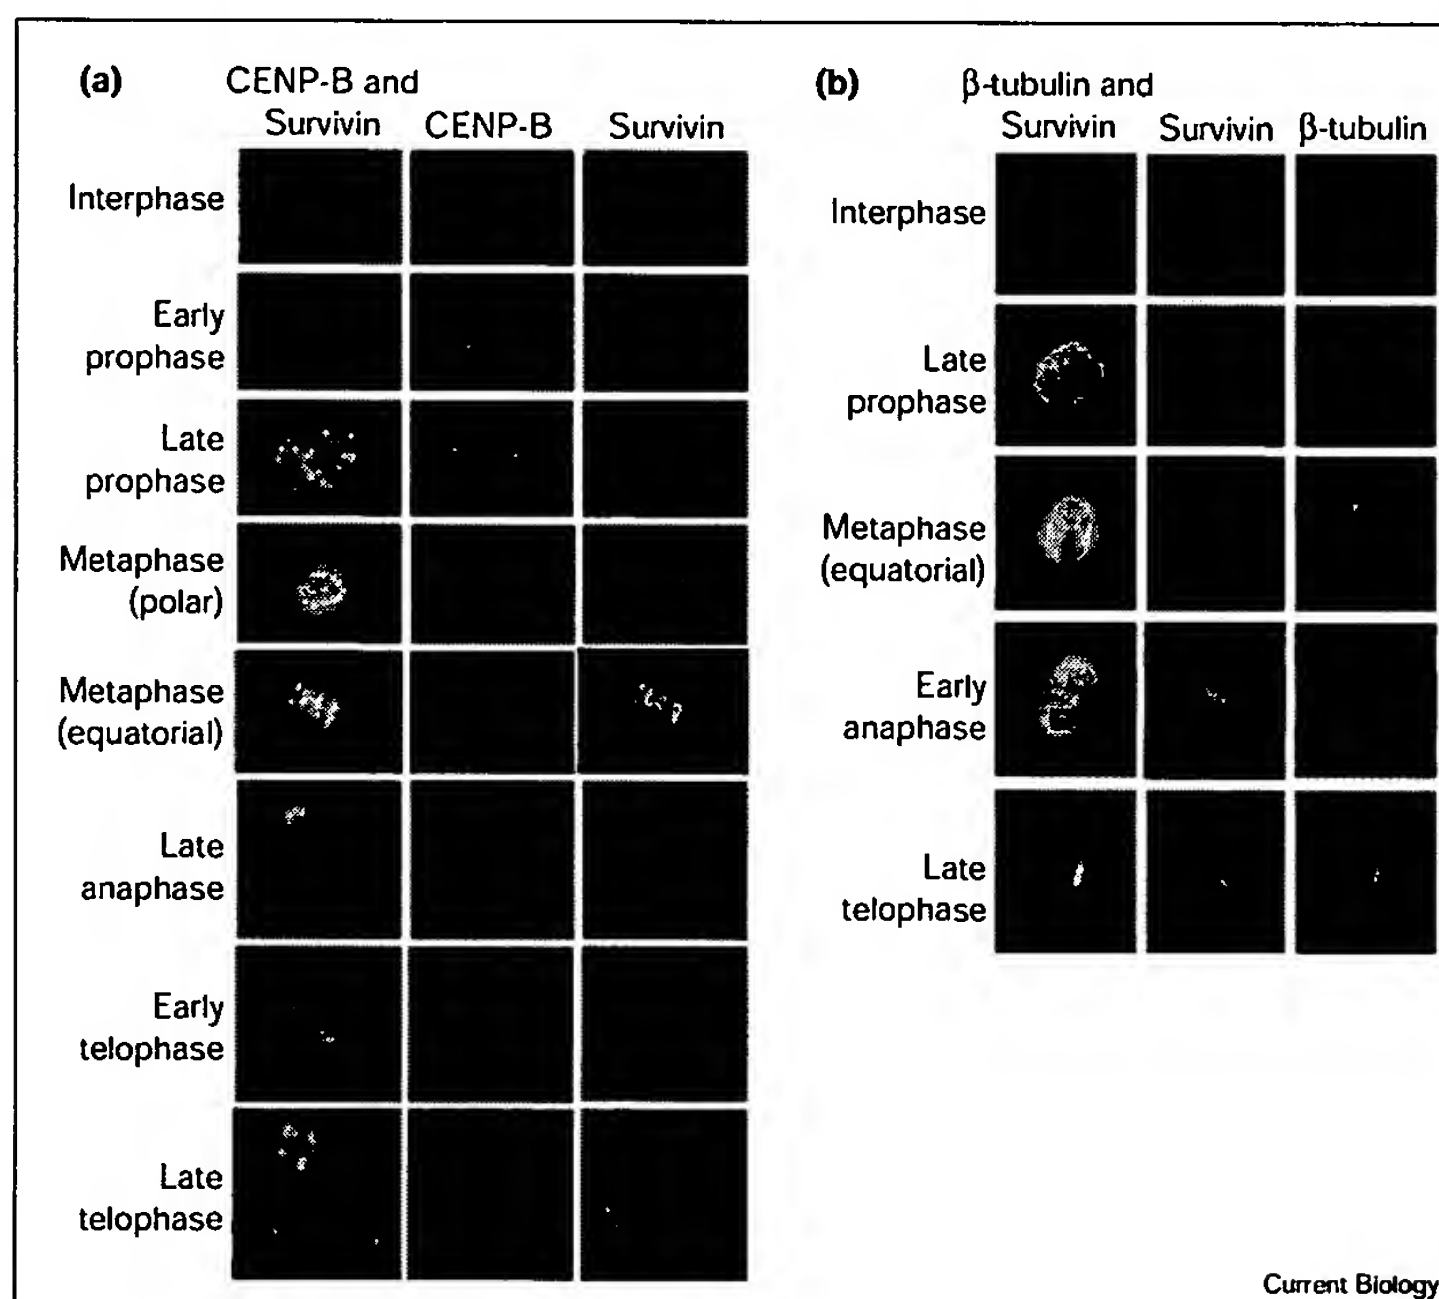 (a) CENP-B and
Survivin CENP-B Survivin
Interphase
Early
prophase
Late
prophase
Metaphase
(polar)
Metaphase
(equatorial)
Late
anaphase
Early
telophase
Late
telophase
(b) β-tubulin and
Survivin Survivin β-tubulin
Interphase
Late
prophase
Metaphase
(equatorial)
Early
anaphase
Late
telophase
Current Biology